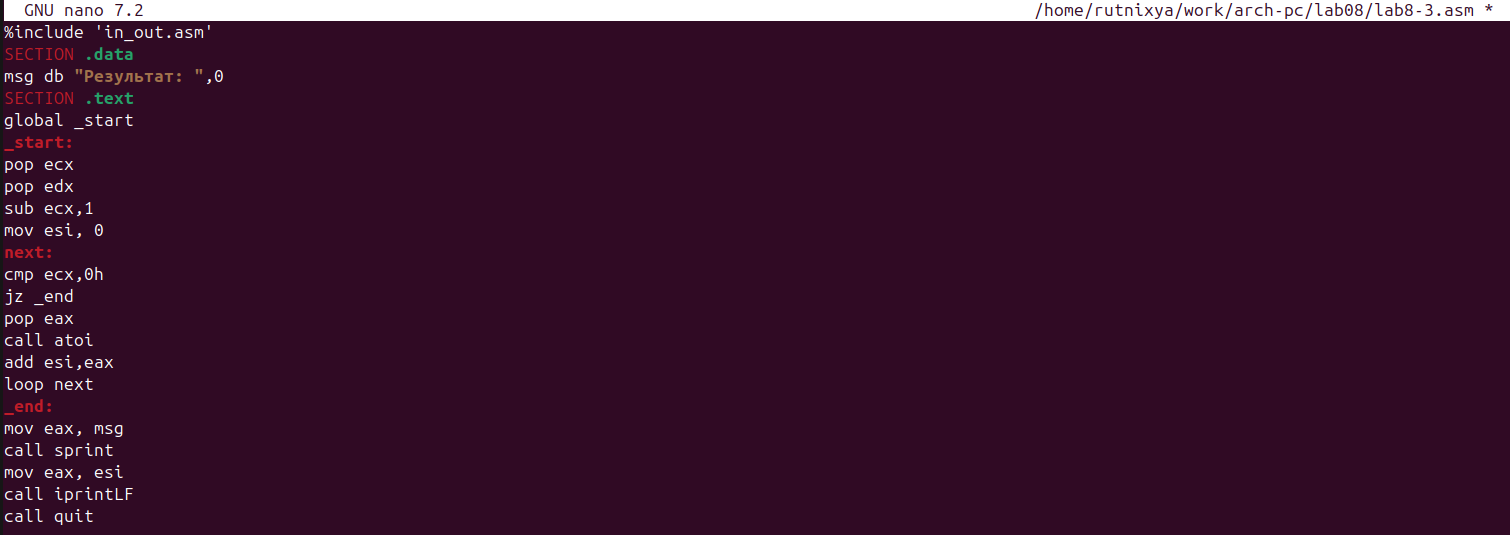 GNU nano 7.2 /home/rutnixya/work/arch-pc/lab08/lab8-3.asm *
%include 'in_out.asm'
SECTION .data
msg db "Результат: ",0
SECTION .text
global _start
_start:
pop ecx
pop edx
sub ecx,1
mov esi, 0
next:
cmp ecx,0h
jz _end
pop eax
call atoi
add esi,eax
loop next
_end:
mov eax, msg
call sprint
mov eax, esi
call iprintLF
call quit